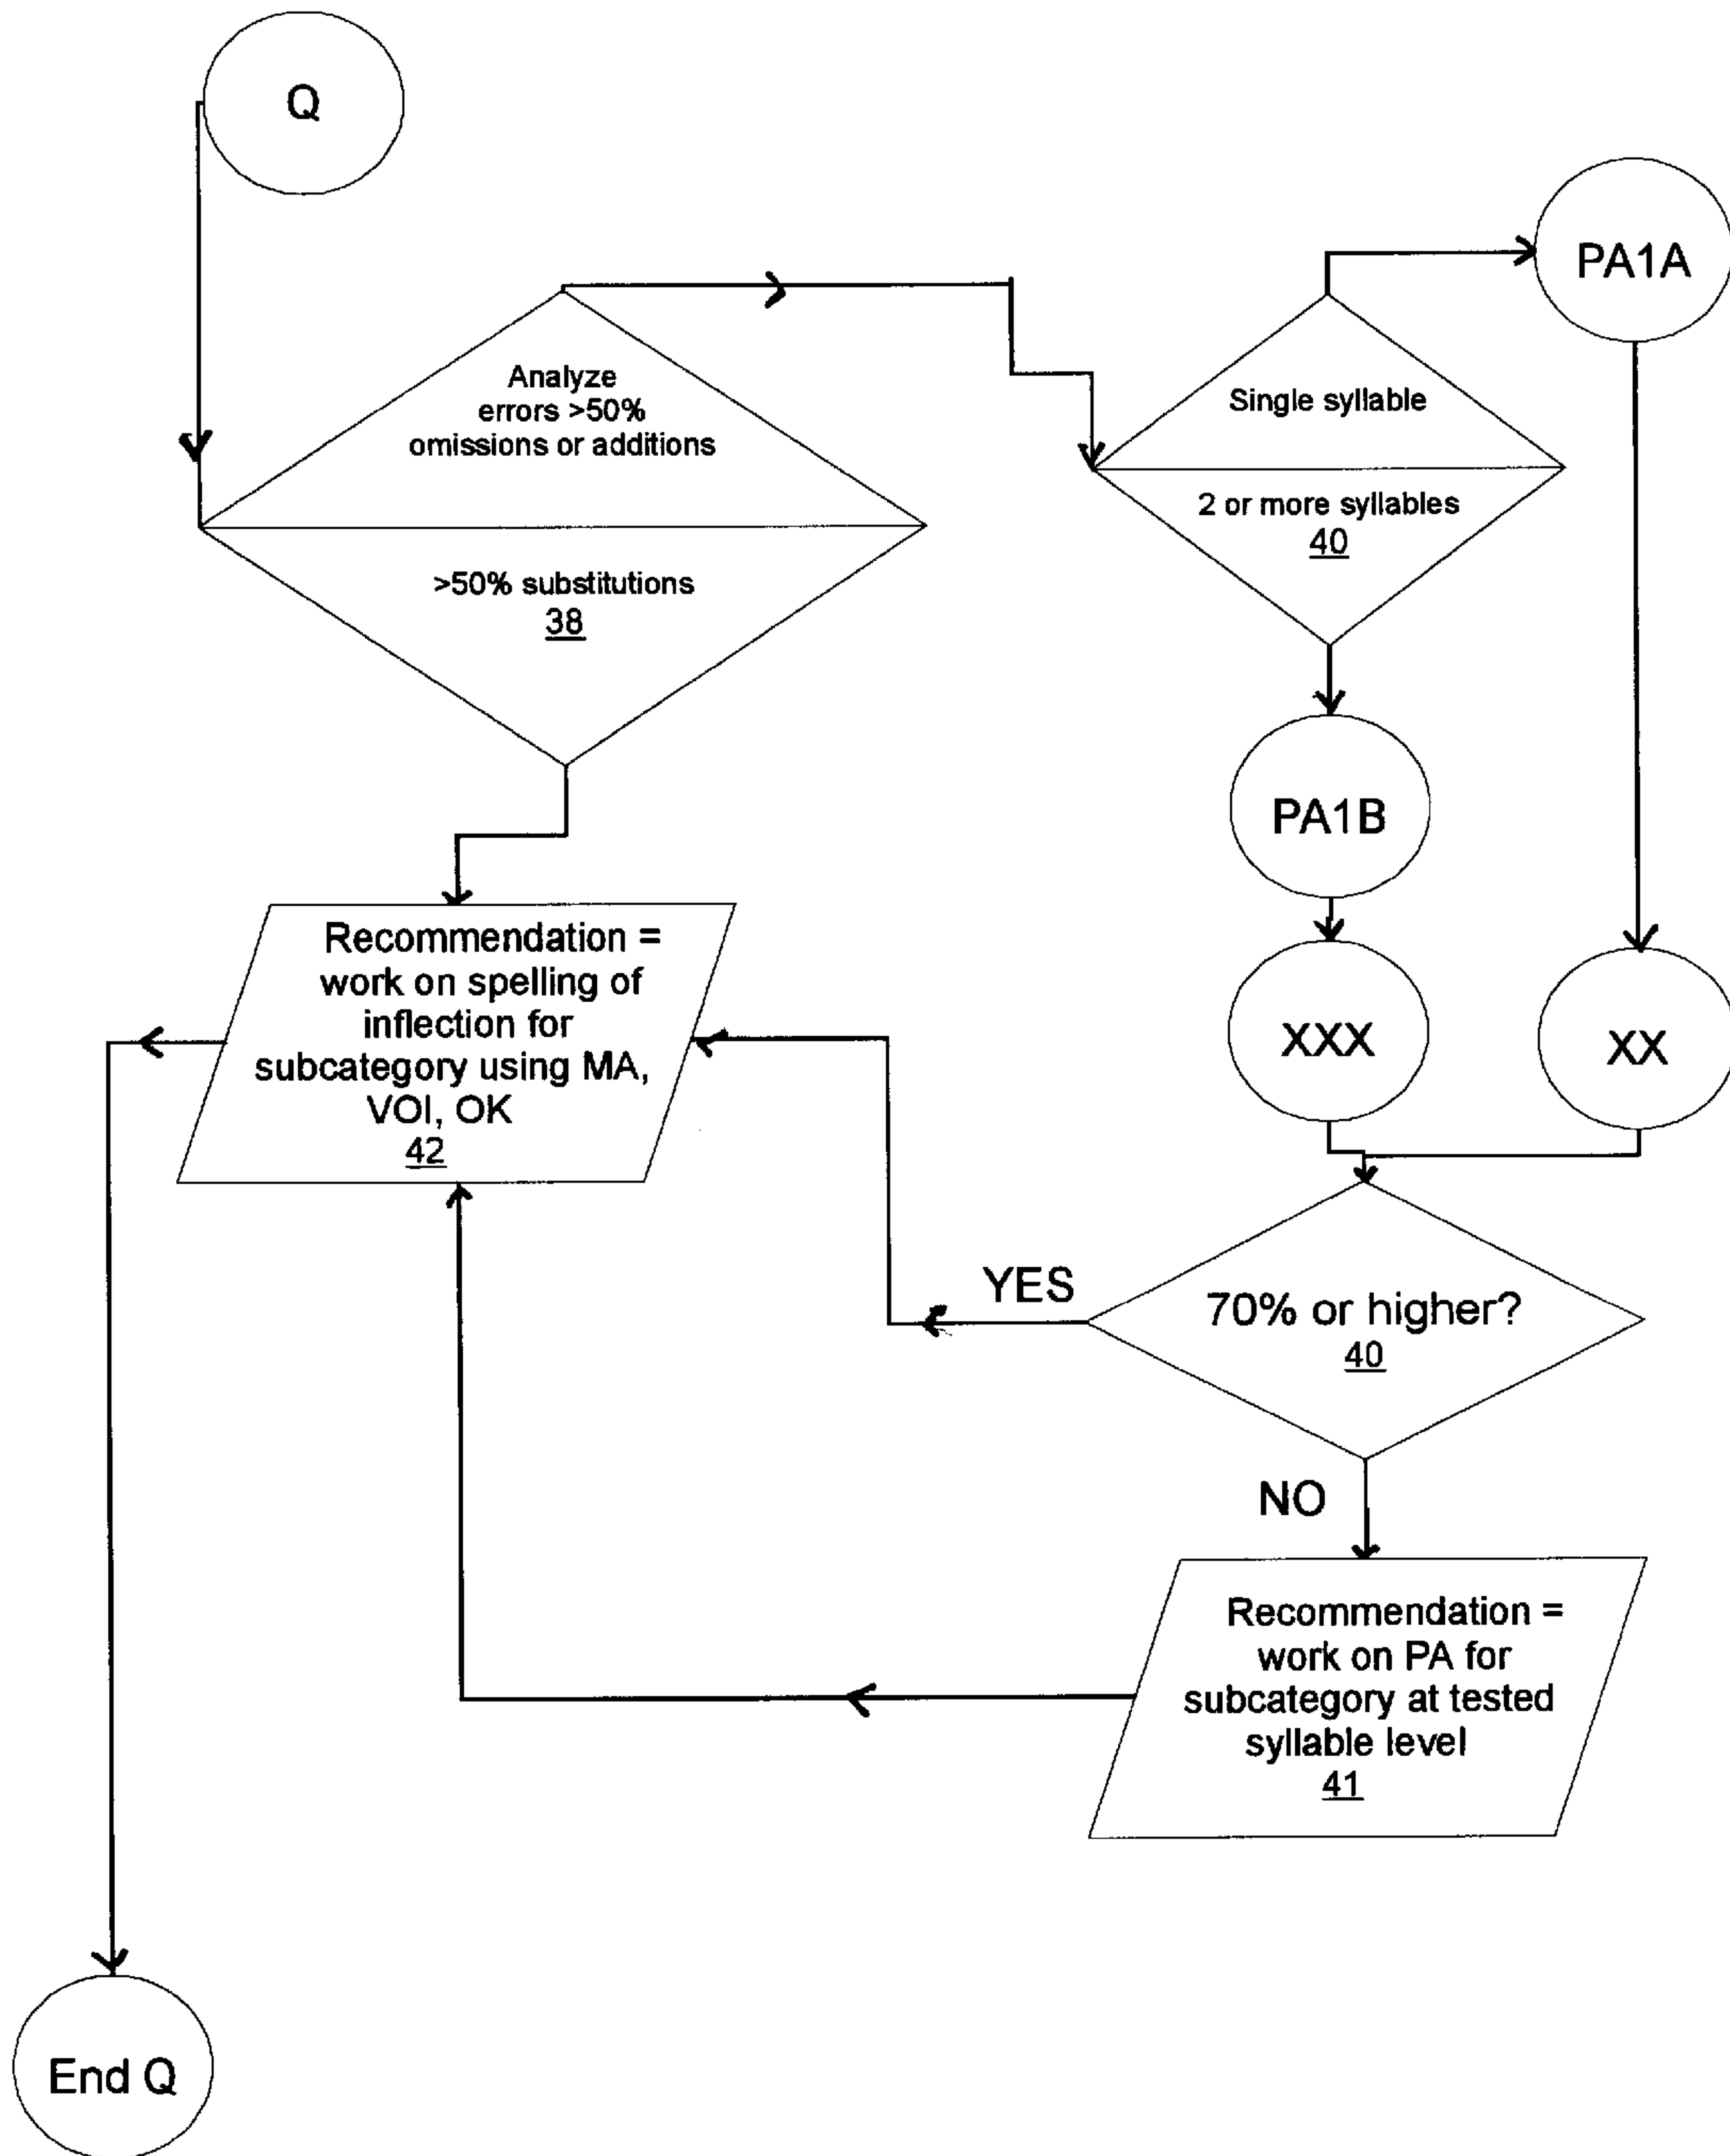 Q
PA1A
Analyze
errors >50%
omissions or additions
>50% substitutions
38
Single syllable
2 or more syllables
40
PA1B
XXX
XX
Recommendation =
work on spelling of
inflection for
subcategory using MA,
VOI, OK
42
YES
70% or higher?
40
NO
Recommendation =
work on PA for
subcategory at tested
syllable level
41
End Q